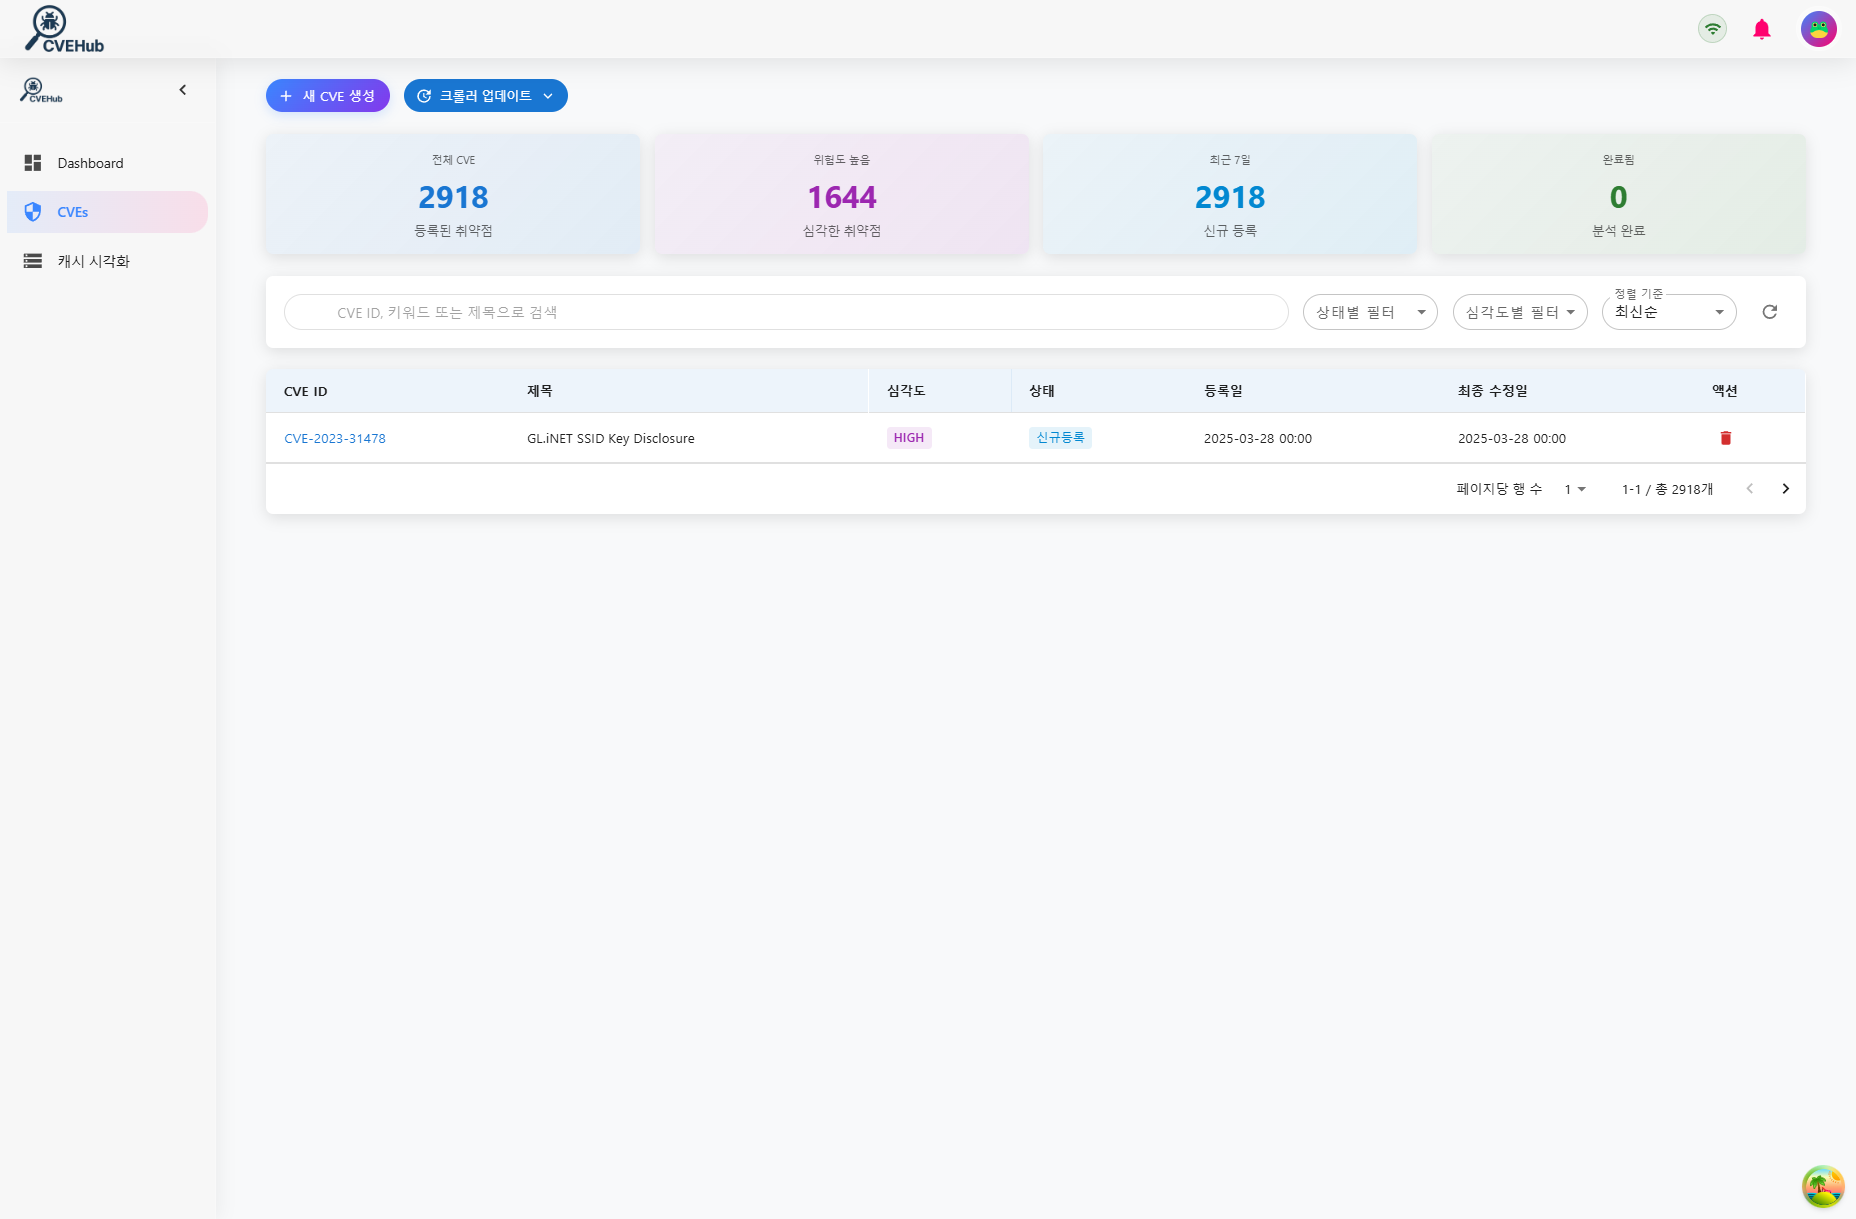 CVEHub
CVEHub
Dashboard
CVEs
캐시 시각화
새 CVE 생성
크롤러 업데이트
전체 CVE
2918
등록된 취약점
위험도 높음
1644
심각한 취약점
최근 7일
2918
신규 등록
완료됨
0
분석 완료
CVE ID, 키워드 또는 제목으로 검색
상태별 필터
심각도별 필터
정렬 기준
최신순
CVE ID 제목 심각도 상태 등록일 최종 수정일 액션
CVE-2023-31478 GL.iNET SSID Key Disclosure HIGH 신규등록 2025-03-28 00:00 2025-03-28 00:00
페이지당 행 수 1 1-1 / 총 2918개